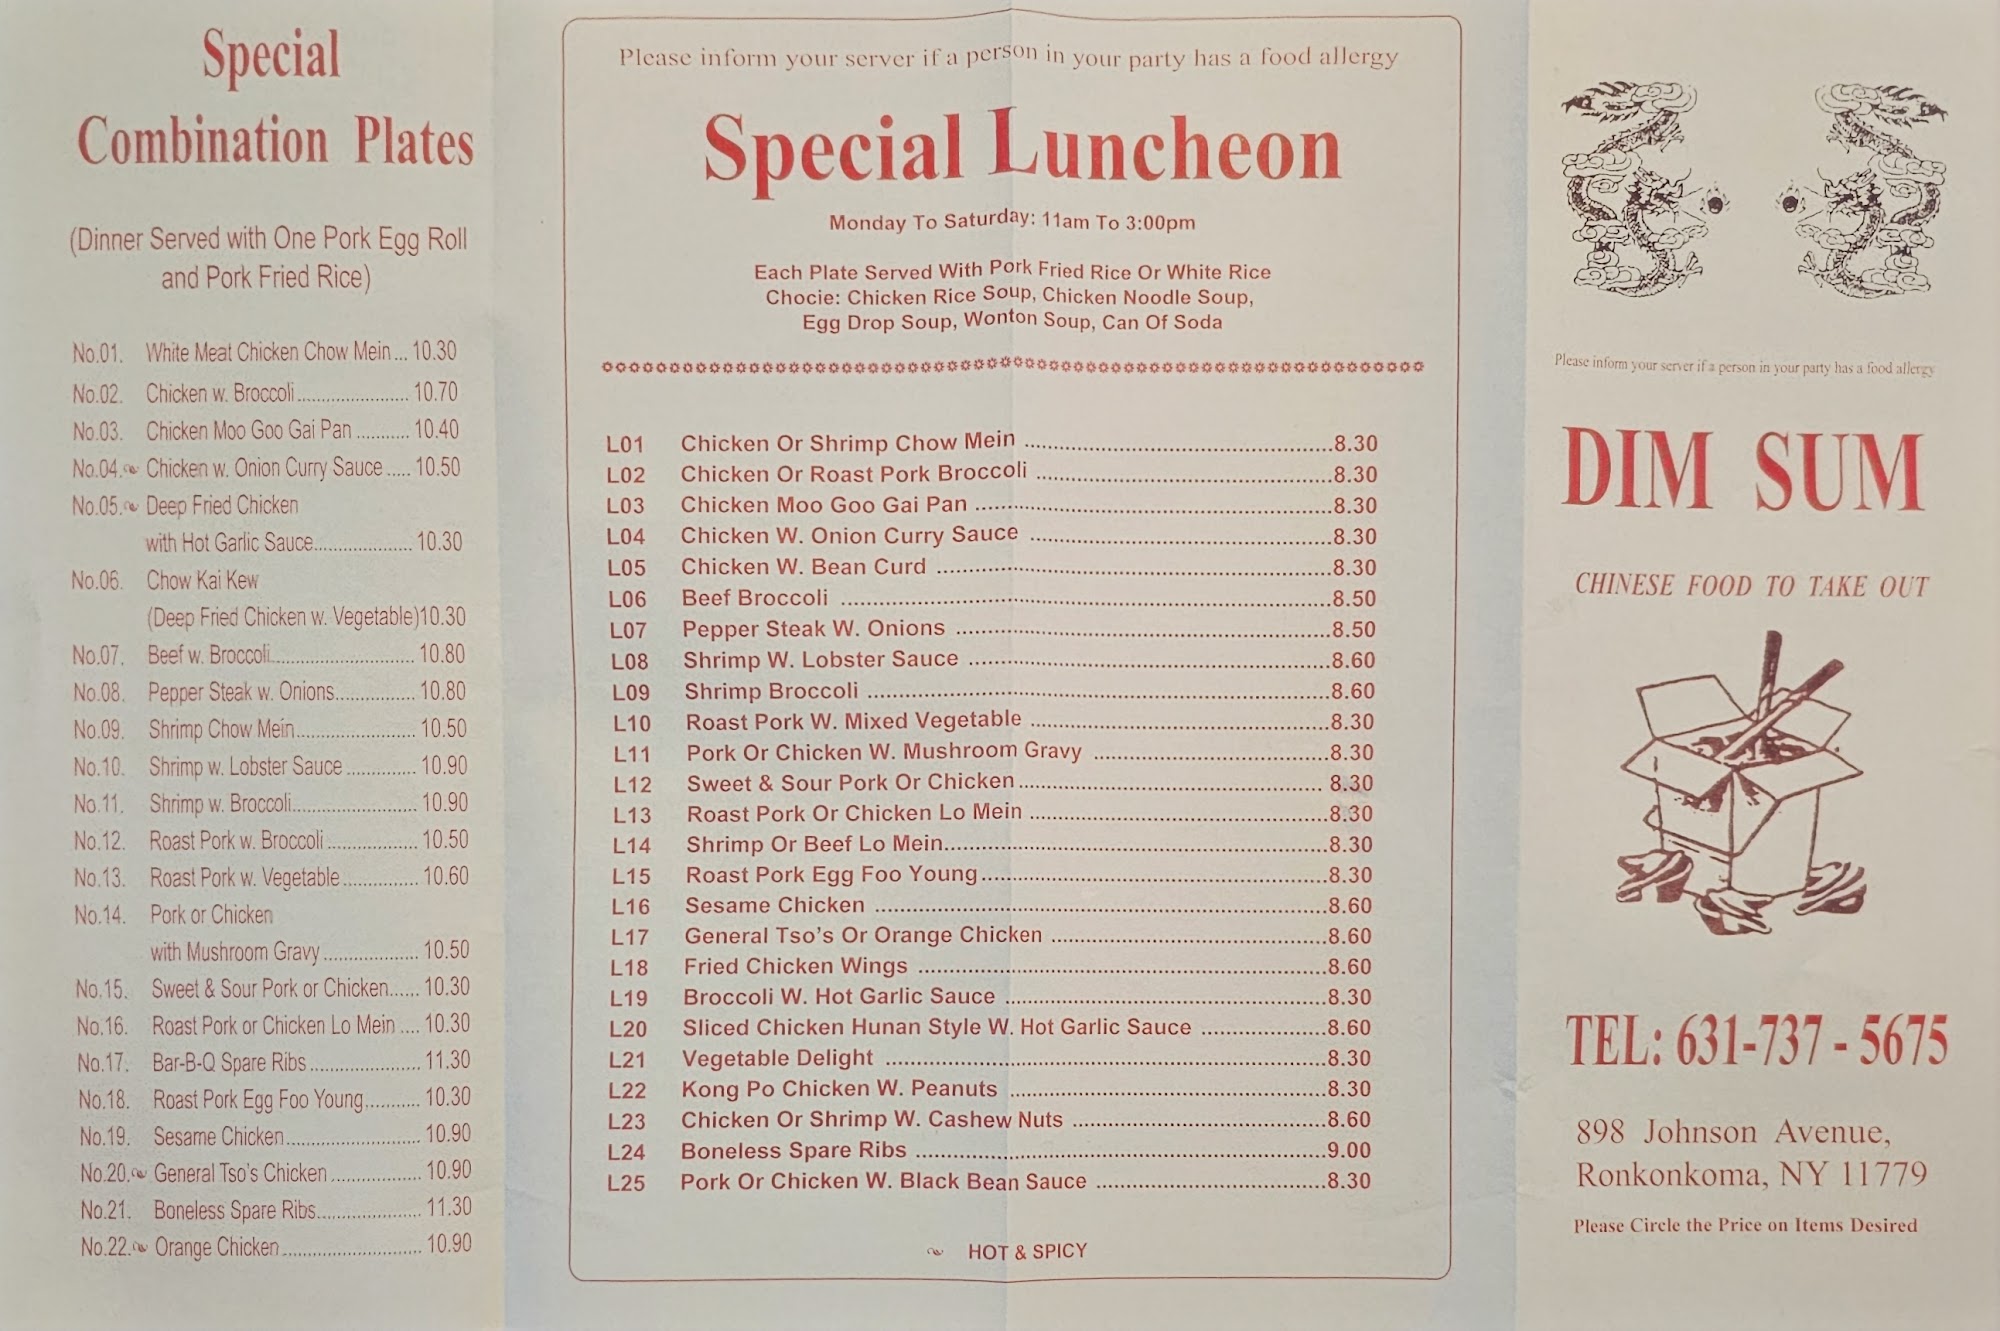 Special
Combination Plates
(Dinner Served with One Pork Egg Roll
and Pork Fried Rice)
No.01. White Meat Chicken Chow Mein ... 10.30
No.02. Chicken w. Broccoli ........................ 10.70
No.03. Chicken Moo Goo Gai Pan ........... 10.40
No.04. Chicken w. Onion Curry Sauce ..... 10.50
No.05. Deep Fried Chicken
with Hot Garlic Sauce..................... 10.30
No.06. Chow Kai Kew
(Deep Fried Chicken w. Vegetable)10.30
No.07. Beef w. Broccoli.............................. 10.80
No.08. Pepper Steak w. Onions................. 10.80
No.09. Shrimp Chow Mein......................... 10.50
No.10. Shrimp w. Lobster Sauce .............. 10.90
No.11. Shrimp w. Broccoli.......................... 10.90
No.12. Roast Pork w. Broccoli ................... 10.50
No.13. Roast Pork w. Vegetable................ 10.60
No.14. Pork or Chicken
with Mushroom Gravy .................... 10.50
No.15. Sweet & Sour Pork or Chicken...... 10.30
No.16. Roast Pork or Chicken Lo Mein .... 10.30
No.17. Bar-B-Q Spare Ribs ....................... 11.30
No.18. Roast Pork Egg Foo Young............ 10.30
No.19. Sesame Chicken............................ 10.90
No.20. General Tso's Chicken ................... 10.90
No.21. Boneless Spare Ribs...................... 11.30
No.22. Orange Chicken.............................. 10.90
Please inform your server if a person in your party has a food allergy
Special Luncheon
Monday To Saturday: 11am To 3:00pm
Each Plate Served With Pork Fried Rice Or White Rice
Chocie: Chicken Rice Soup, Chicken Noodle Soup,
Egg Drop Soup, Wonton Soup, Can Of Soda
L01 Chicken Or Shrimp Chow Mein ..........8.30
L02 Chicken Or Roast Pork Broccoli ..........8.30
L03 Chicken Moo Goo Gai Pan ..........8.30
L04 Chicken W. Onion Curry Sauce ..........8.30
L05 Chicken W. Bean Curd ..........8.30
L06 Beef Broccoli ..........8.50
L07 Pepper Steak W. Onions ..........8.50
L08 Shrimp W. Lobster Sauce ..........8.60
L09 Shrimp Broccoli ..........8.60
L10 Roast Pork W. Mixed Vegetable ..........8.30
L11 Pork Or Chicken W. Mushroom Gravy ..........8.30
L12 Sweet & Sour Pork Or Chicken.......... 8.30
L13 Roast Pork Or Chicken Lo Mein ..........8.30
L14 Shrimp Or Beef Lo Mein..........8.30
L15 Roast Pork Egg Foo Young..........8.30
L16 Sesame Chicken ..........8.60
L17 General Tso's Or Orange Chicken ..........8.60
L18 Fried Chicken Wings ..........8.60
L19 Broccoli W. Hot Garlic Sauce ..........8.30
L20 Sliced Chicken Hunan Style W. Hot Garlic Sauce ..........8.60
L21 Vegetable Delight ..........8.30
L22 Kong Po Chicken W. Peanuts ..........8.30
L23 Chicken Or Shrimp W. Cashew Nuts ..........8.60
L24 Boneless Spare Ribs ..........9.00
L25 Pork Or Chicken W. Black Bean Sauce ..........8.30
HOT & SPICY
Please inform your server if a person in your party has a food allergy
DIM SUM
CHINESE FOOD TO TAKE OUT
TEL: 631-737 - 5675
898 Johnson Avenue,
Ronkonkoma, NY 11779
Please Circle the Price on Items Desired